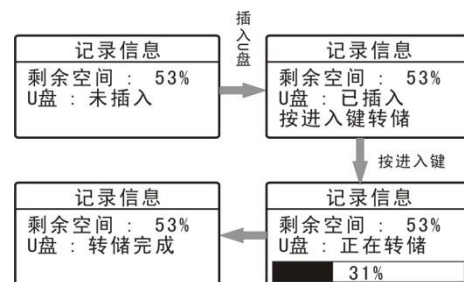 记录信息
剩余空间： 53%
U盘：未插入
插入U盘
记录信息
剩余空间： 53%
U盘：已插入
按进入键转储
按进入键
记录信息
剩余空间： 53%
U盘：正在转储
31%
记录信息
剩余空间： 53%
U盘：转储完成